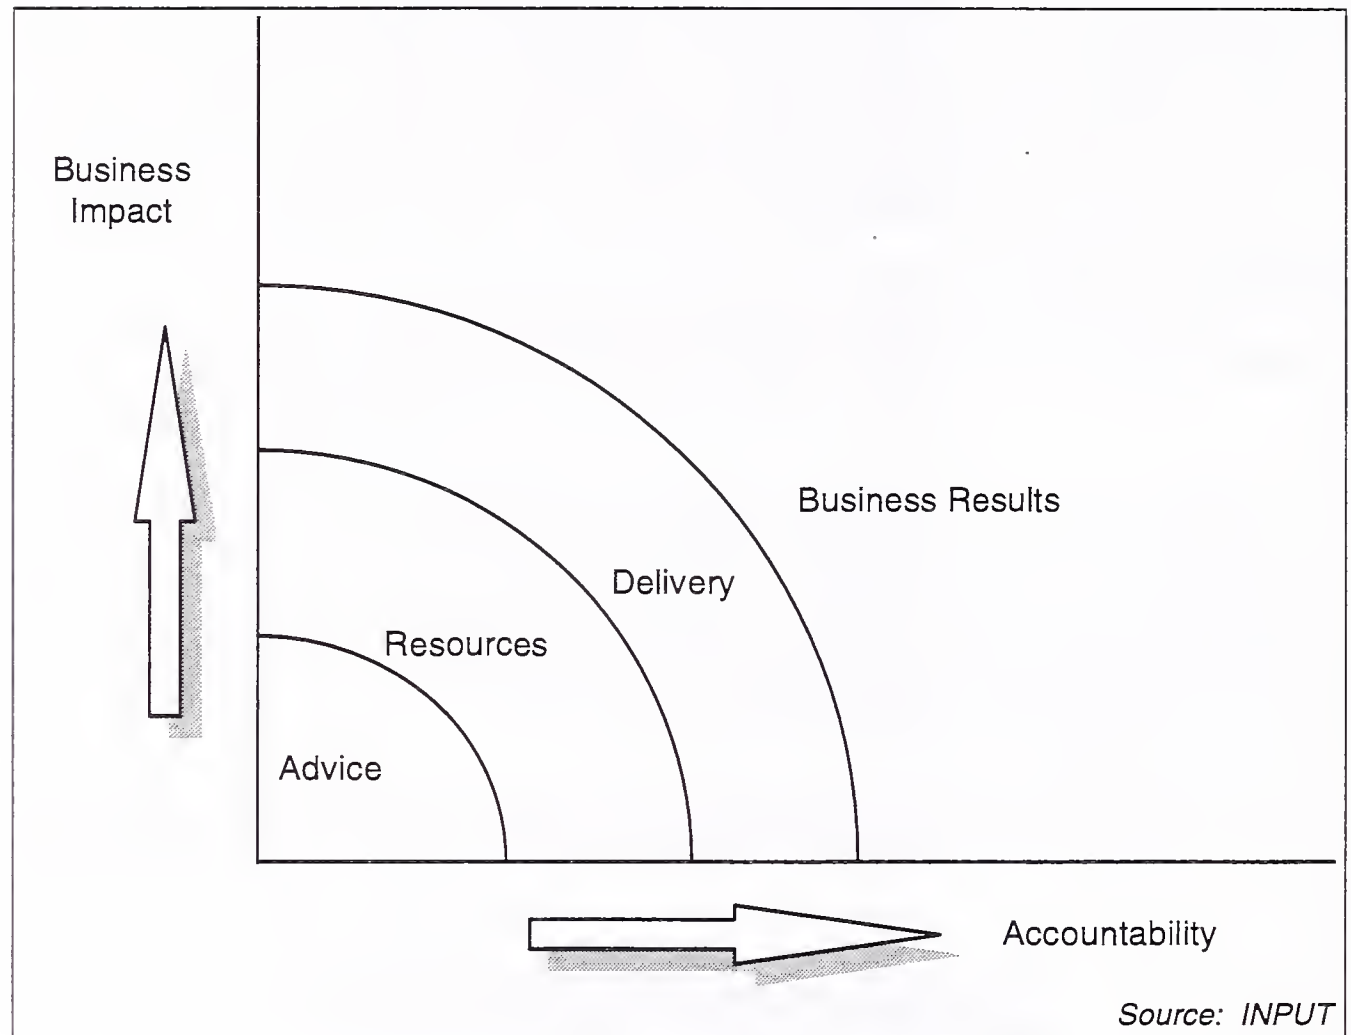 Business
Impact
Business Results
Delivery
Resources
Advice
Accountability
Source: INPUT